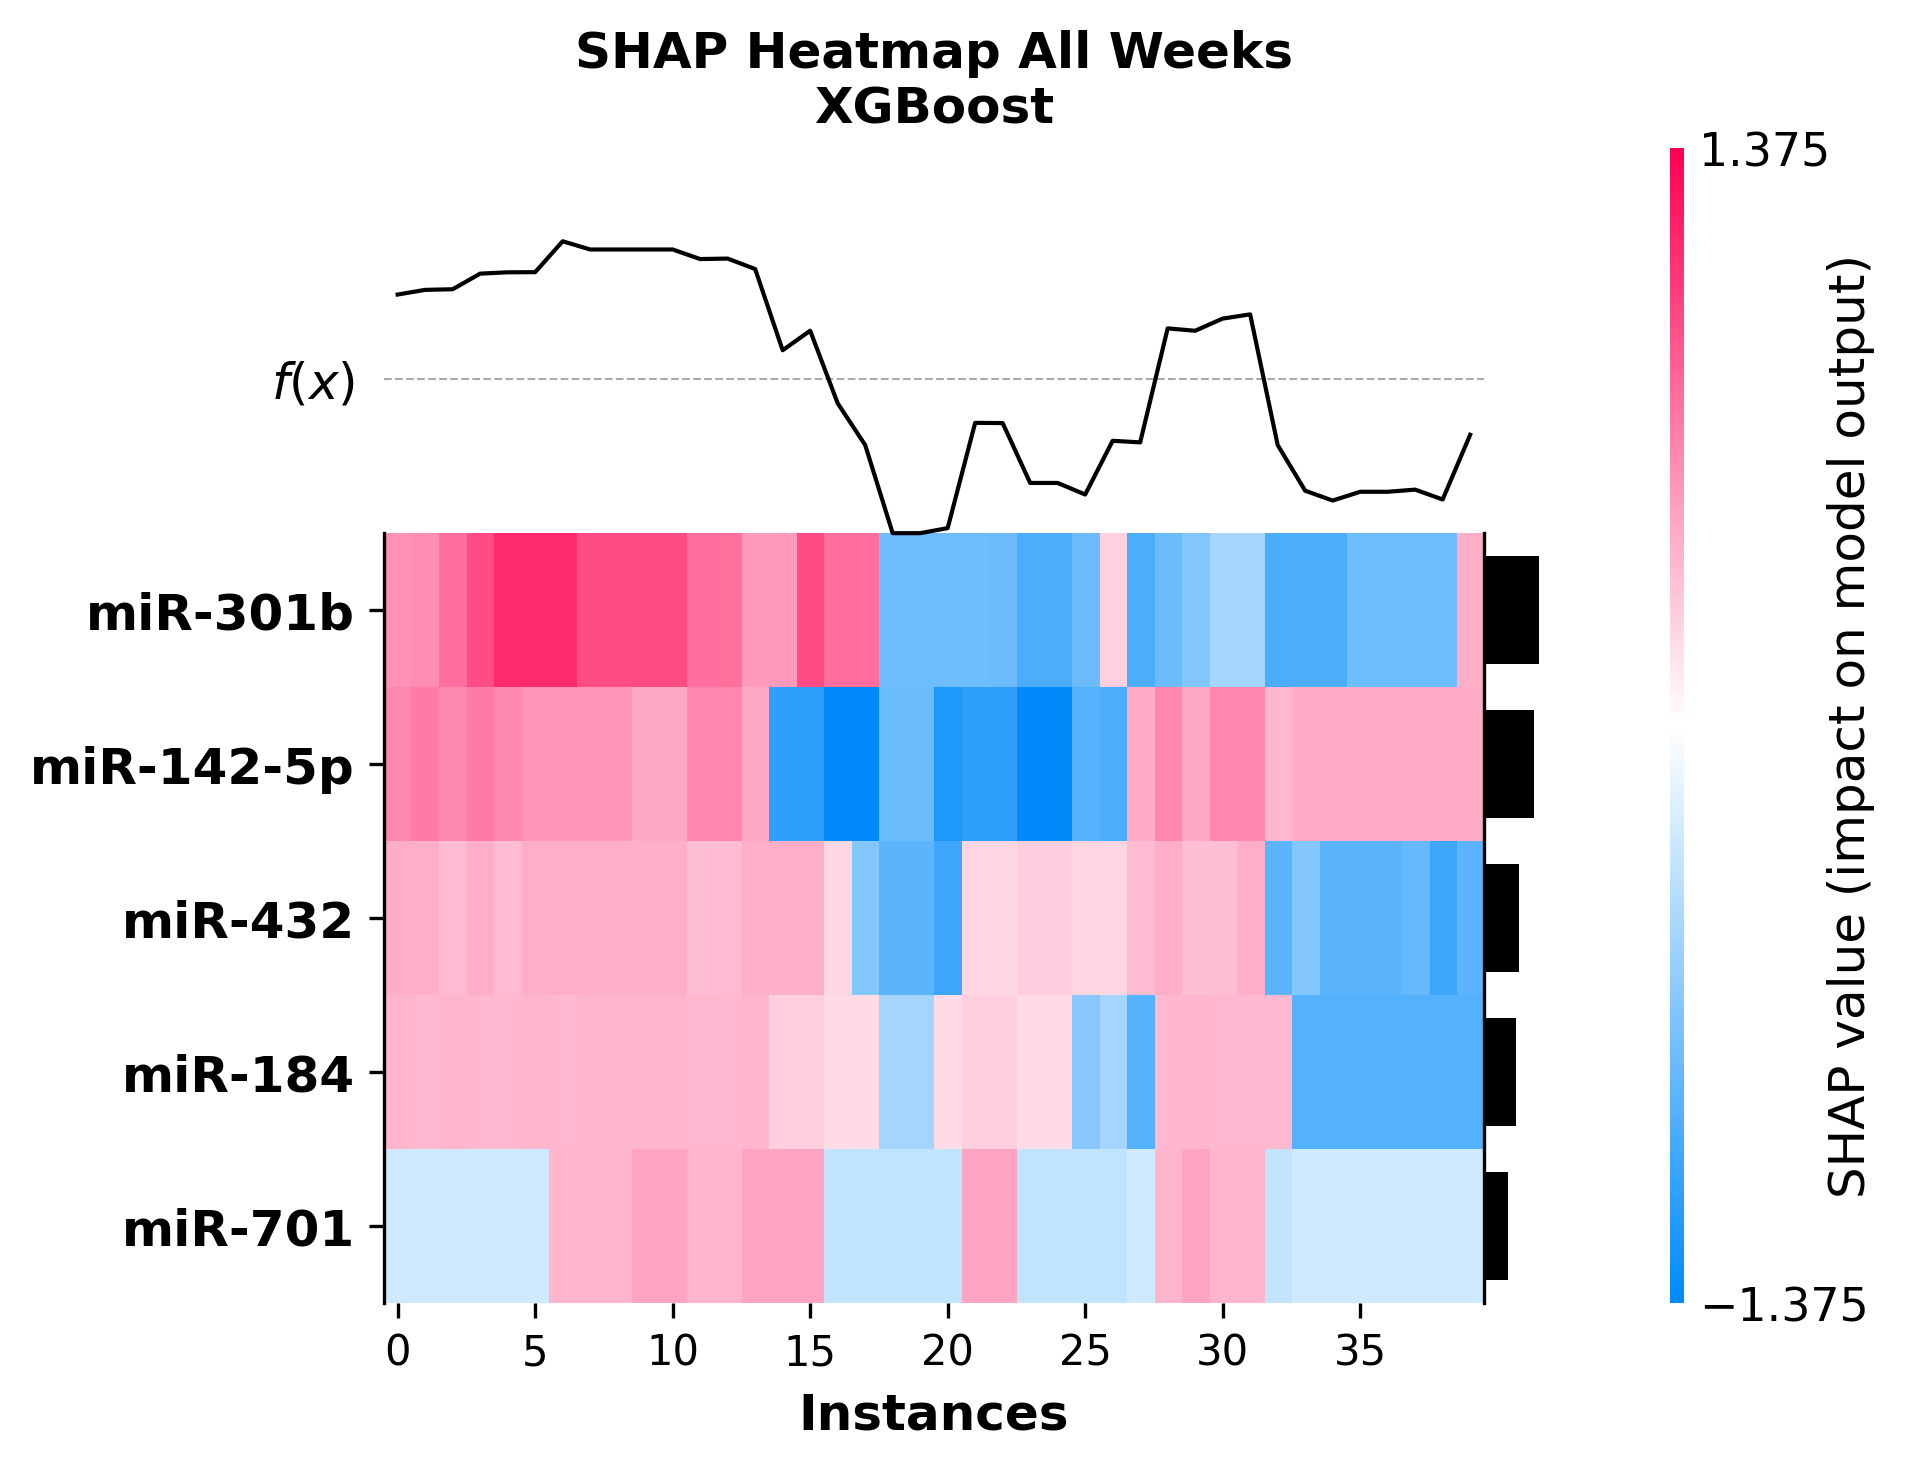 SHAP Heatmap All Weeks
XGBoost
1.375
f(x)
miR-301b
miR-142-5p
miR-432
miR-184
miR-701
SHAP value (impact on model output)
−1.375
0 5 10 15 20 25 30 35
Instances